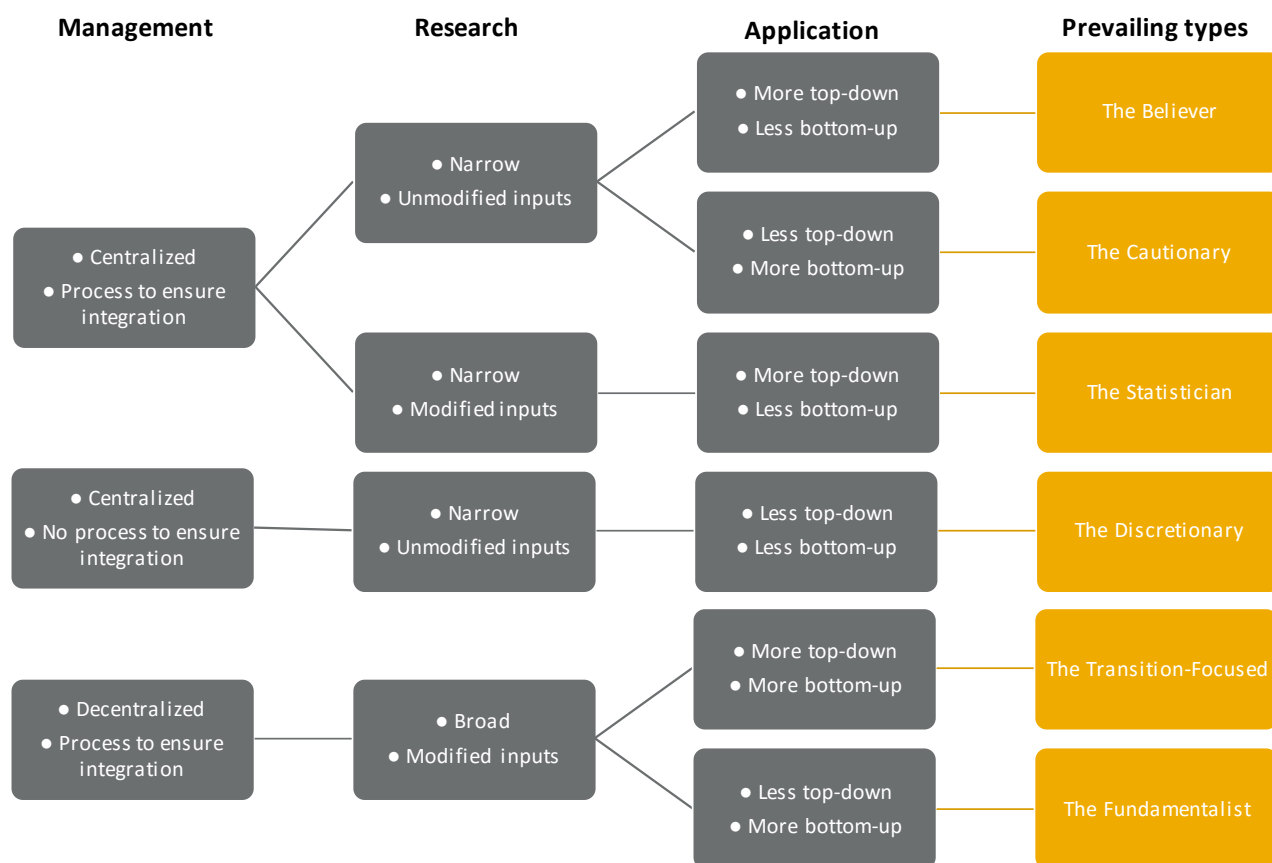 Management
Research
Application
Prevailing types
● Centralized
● Process to ensure
integration
● Narrow
● Unmodified inputs
● More top-down
● Less bottom-up
The Believer
● Less top-down
● More bottom-up
The Cautionary
● Narrow
● Modified inputs
● More top-down
● Less bottom-up
The Statistician
● Centralized
● No process to ensure
integration
● Narrow
● Unmodified inputs
● Less top-down
● Less bottom-up
The Discretionary
● Decentralized
● Process to ensure
integration
● Broad
● Modified inputs
● More top-down
● More bottom-up
The Transition-Focused
● Less top-down
● More bottom-up
The Fundamentalist